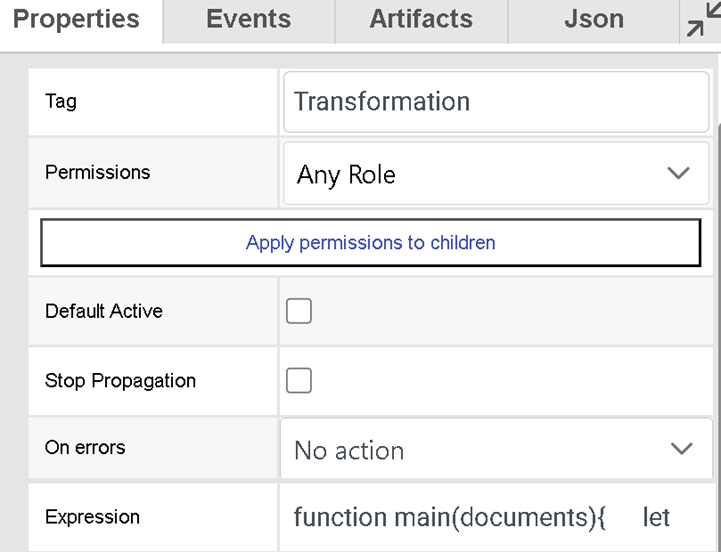 Properties Events Artifacts Json
Tag Transformation
Permissions Any Role
Apply permissions to children
Default Active
Stop Propagation
On errors No action
Expression function main(documents){ let